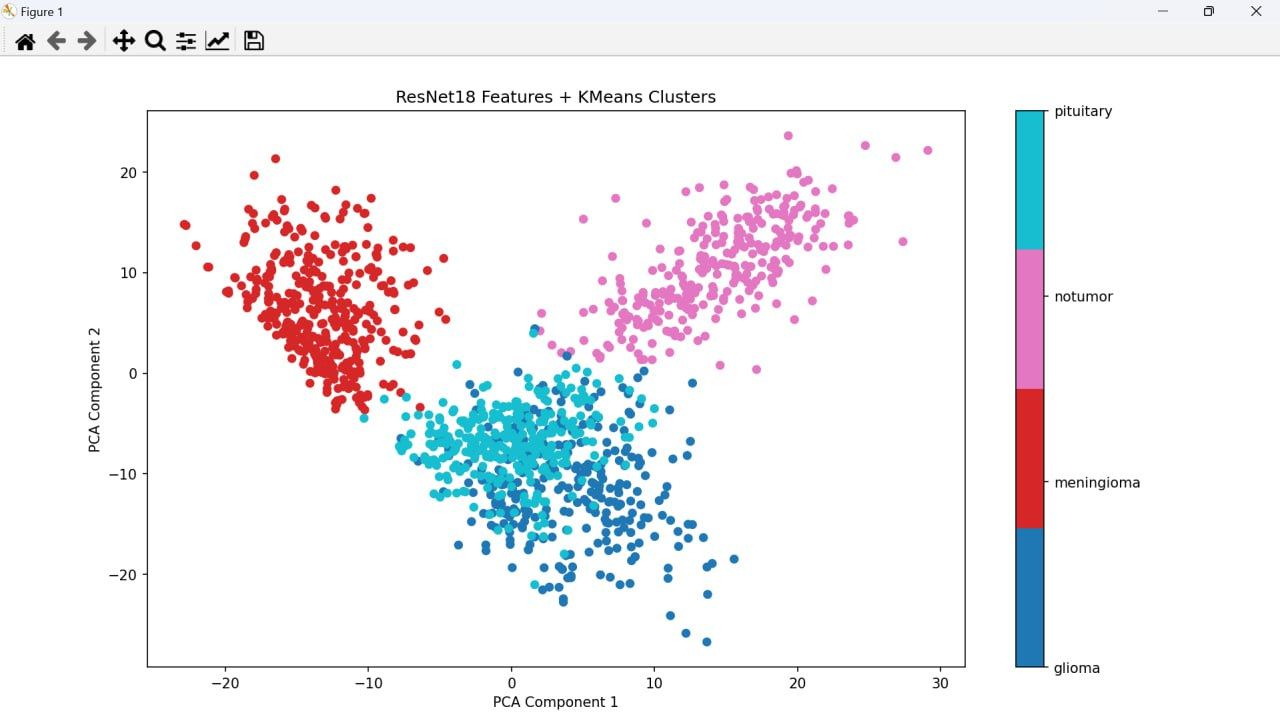 Figure 1
ResNet18 Features + KMeans Clusters
20
10
0
−10
−20
PCA Component 2
−20 −10 0 10 20 30
PCA Component 1
pituitary
notumor
meningioma
glioma